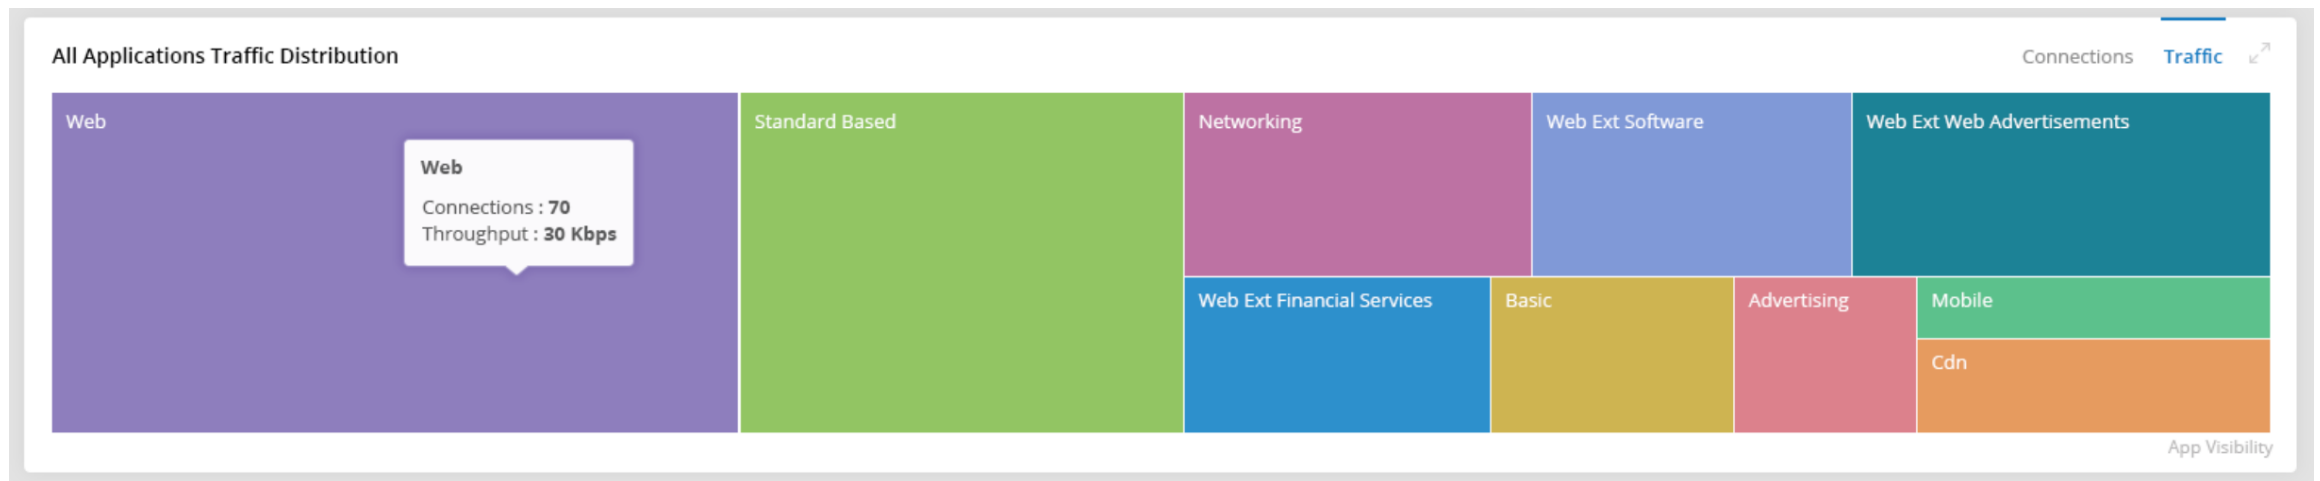 All Applications Traffic Distribution
Connections Traffic
Web
Standard Based
Networking
Web Ext Software
Web Ext Web Advertisements
Web
Connections : 70
Throughput : 30 Kbps
Web Ext Financial Services
Basic
Advertising
Mobile
Cdn
App Visibility